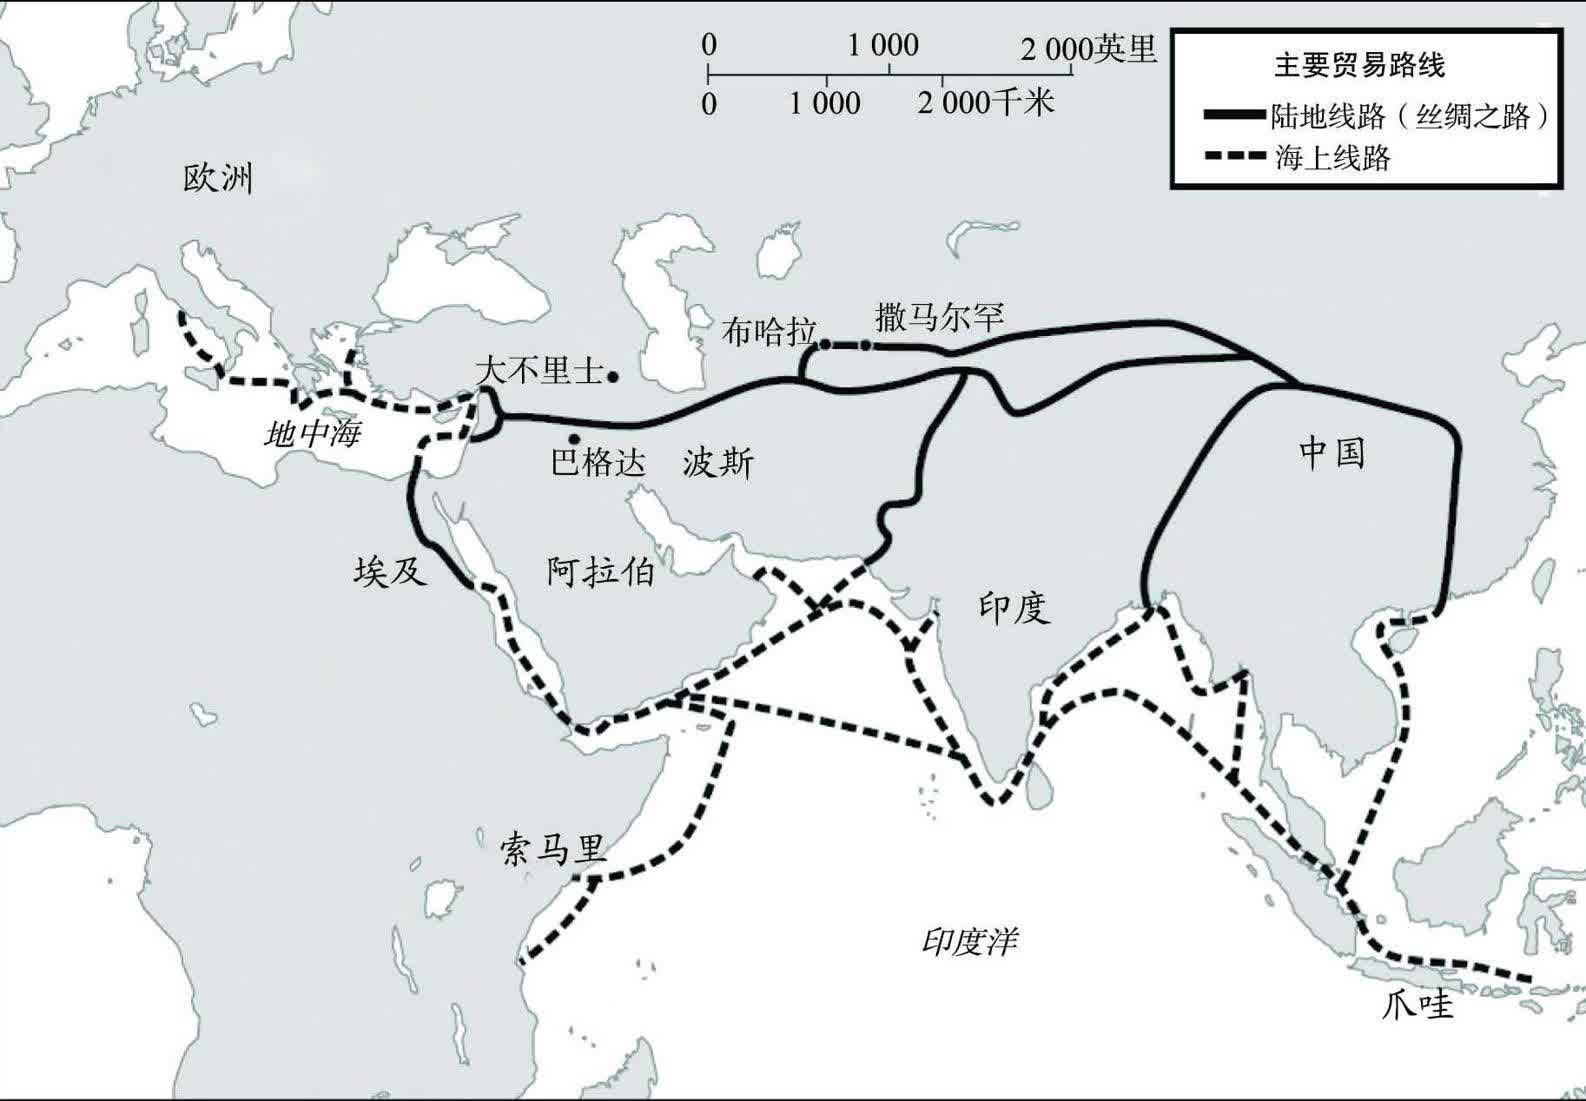 0 1 000 2 000英里
0 1 000 2 000千米
主要贸易路线
陆地线路（丝绸之路）
海上线路
欧洲
布哈拉
撒马尔罕
大不里士
地中海
巴格达
波斯
中国
埃及
阿拉伯
印度
索马里
印度洋
爪哇